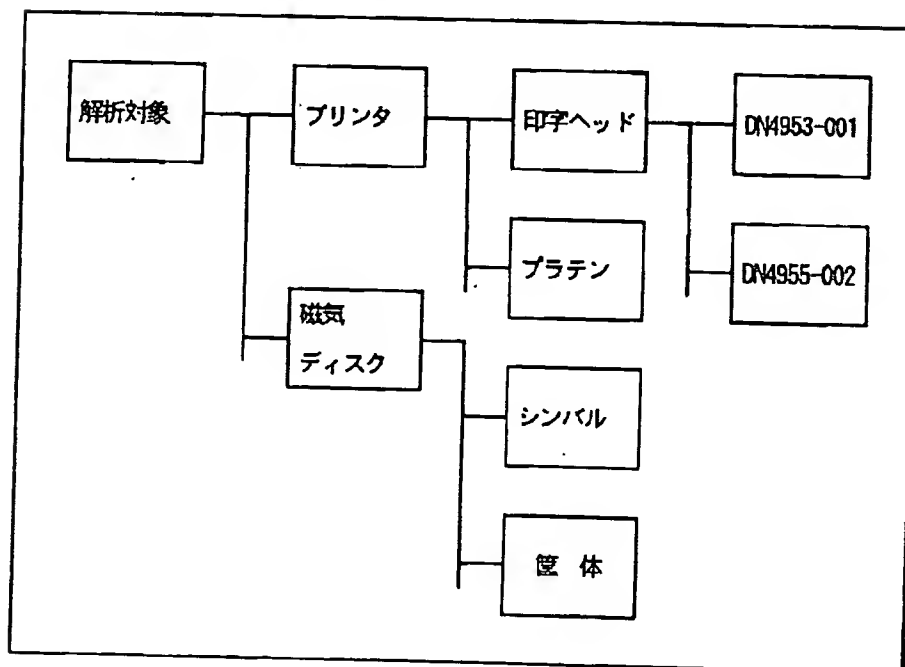 解析対象
プリンタ
印字ヘッド
DN4953-001
プラテン
DN4955-002
磁気
ディスク
シンバル
筐 体